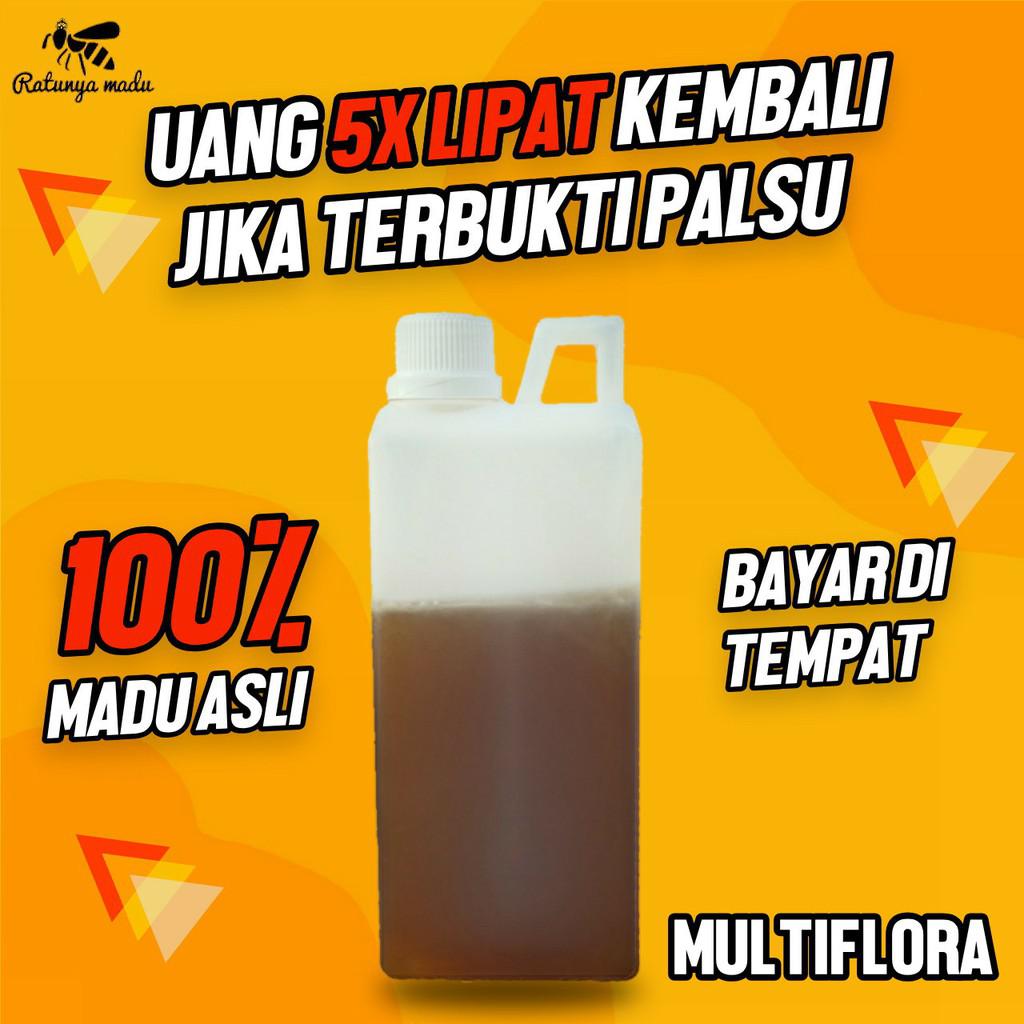 Ratunya madu
UANG 5X LIPAT KEMBALI
JIKA TERBUKTI PALSU
100%
MADU ASLI
BAYAR DI
TEMPAT
MULTIFLORA